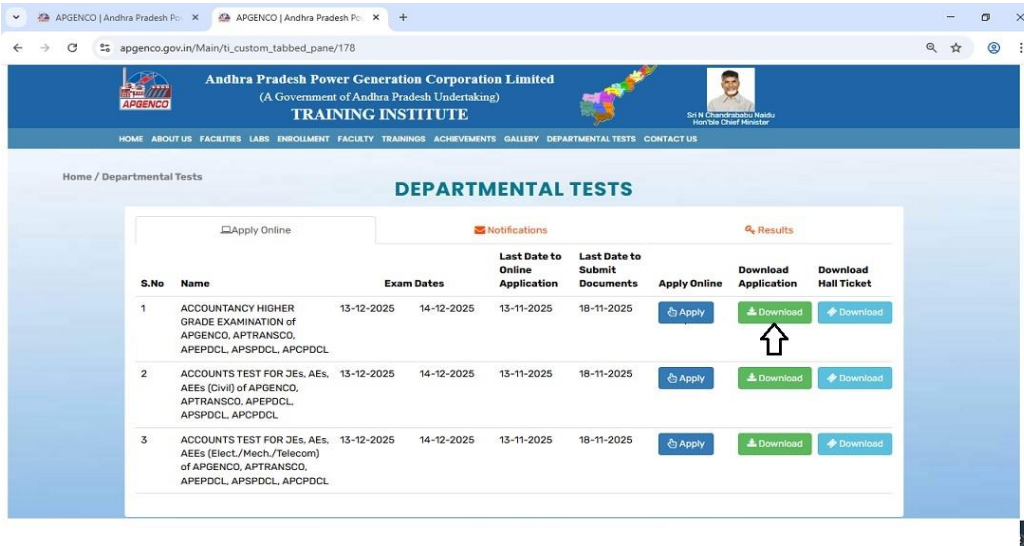 APGENCO | Andhra Pradesh Po
APGENCO | Andhra Pradesh Po
apgenco.gov.in/Main/ti_custom_tabbed_pane/178
APGENCO
Andhra Pradesh Power Generation Corporation Limited
(A Government of Andhra Pradesh Undertaking)
TRAINING INSTITUTE
Sri N Chandrababu Naidu
Hon'ble Chief Minister
HOME ABOUT US FACILITIES LABS ENROLLMENT FACULTY TRAININGS ACHIEVEMENTS GALLERY DEPARTMENTAL TESTS CONTACT US
Home / Departmental Tests
DEPARTMENTAL TESTS
Apply Online Notifications Results
S.No Name Exam Dates Last Date to Online Application Last Date to Submit Documents Apply Online Download Application Download Hall Ticket
1 ACCOUNTANCY HIGHER 13-12-2025 14-12-2025 13-11-2025 18-11-2025 Apply Download Download
GRADE EXAMINATION of
APGENCO, APTRANSCO,
APEPDCL, APSPDCL, APCPDCL
2 ACCOUNTS TEST FOR JEs, AEs, 13-12-2025 14-12-2025 13-11-2025 18-11-2025 Apply Download Download
AEEs (Civil) of APGENCO,
APTRANSCO, APEPDCL,
APSPDCL, APCPDCL
3 ACCOUNTS TEST FOR JEs, AEs, 13-12-2025 14-12-2025 13-11-2025 18-11-2025 Apply Download Download
AEEs (Elect./Mech./Telecom)
of APGENCO, APTRANSCO,
APEPDCL, APSPDCL, APCPDCL